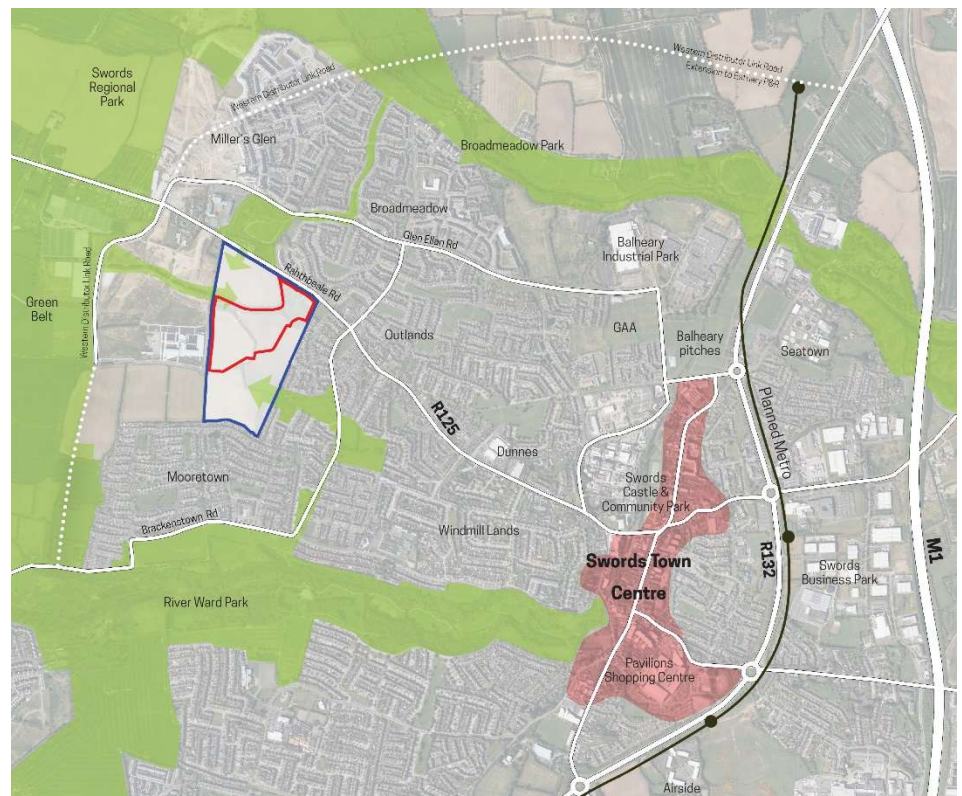 Swords
Regional
Park
Western Distributor Link Road
Western Distributor Link Road
Extension to Estuary P&R
Miller's Glen
Broadmeadow Park
Broadmeadow
Glen Ellan Rd
Balheary
Industrial Park
Rahthbeale Rd
Western Distributor Link Road
Green
Belt
Outlands
GAA
Balheary
pitches
Seatown
Planned Metro
R125
Dunnes
Mooretown
Swords
Castle &
Community Park
Brackenstown Rd
Windmill Lands
R132
M1
Swords Town
Centre
Swords
Business Park
River Ward Park
Pavilions
Shopping Centre
Airside